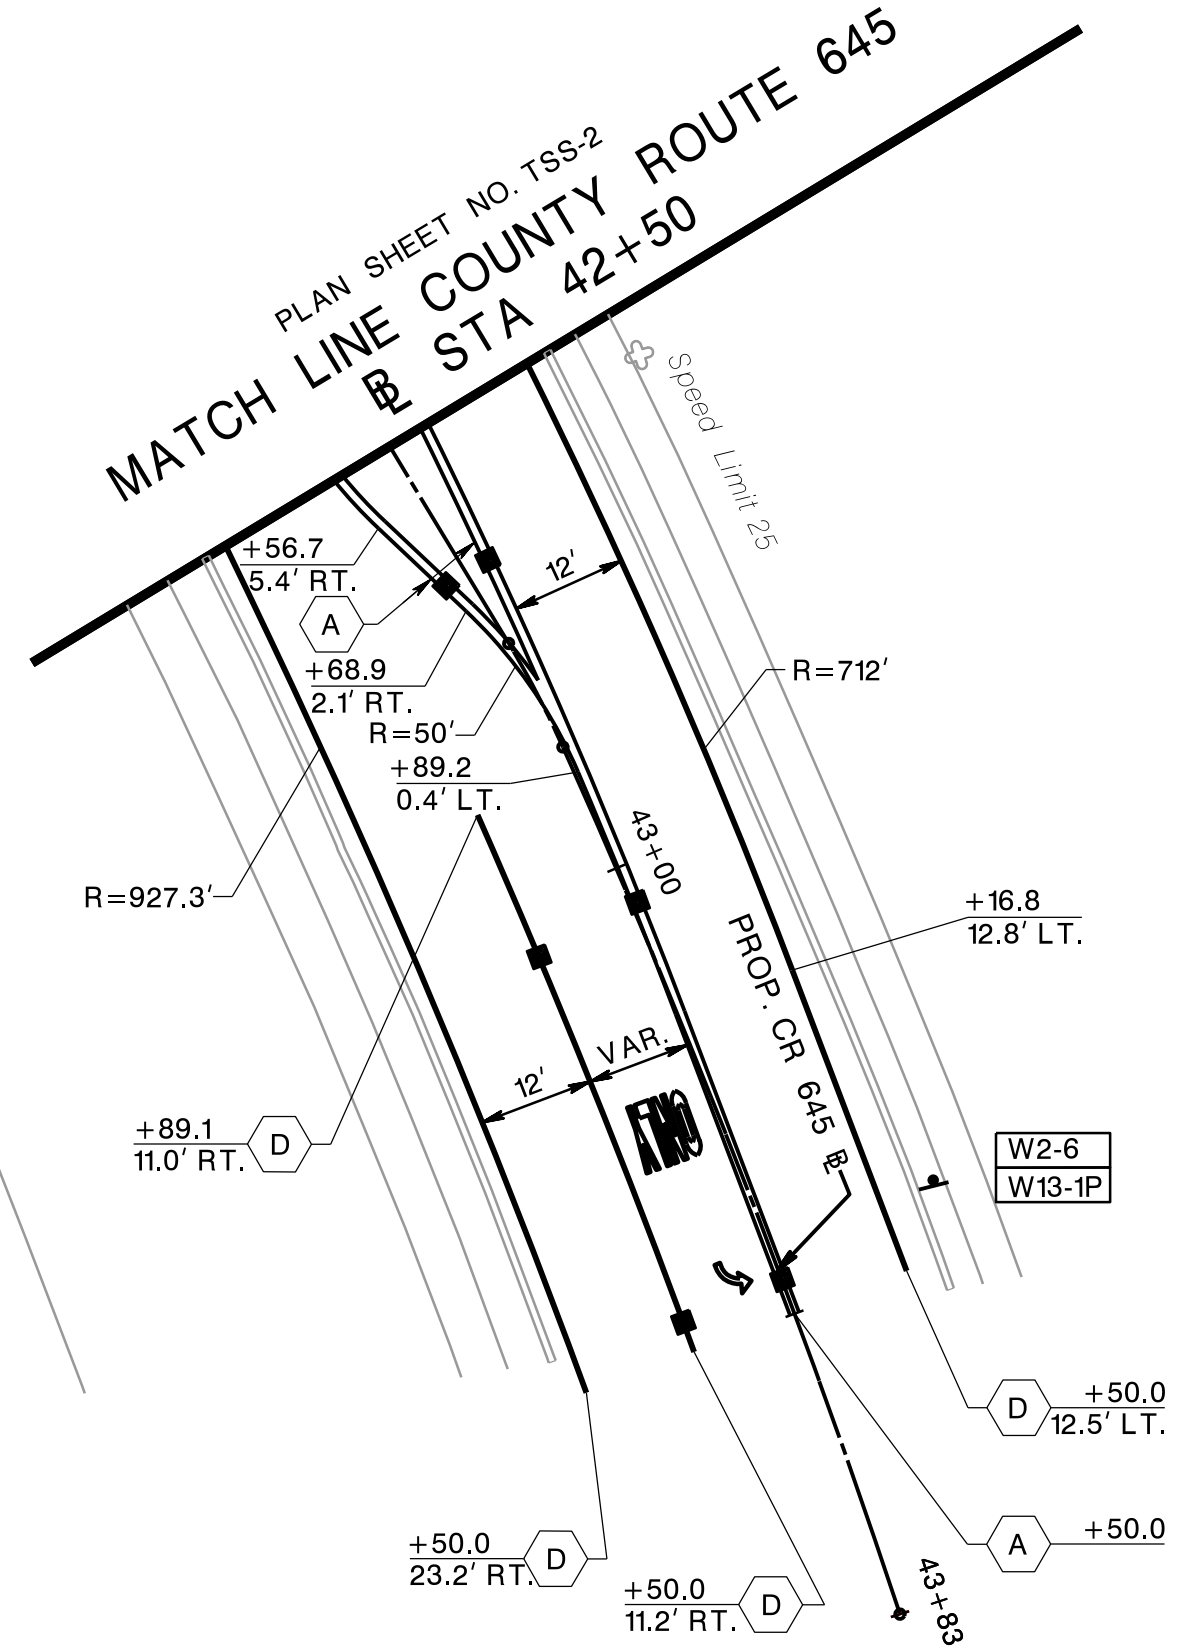 PLAN SHEET NO. TSS-2
MATCH LINE COUNTY ROUTE 645
BL STA 42+50
Speed Limit 25
+56.7
5.4' RT.
12'
A
+68.9
2.1' RT.
R=712'
R=50'
+89.2
0.4' LT.
43+00
R=927.3'
+16.8
12.8' LT.
PROP. CR 645 BL
VAR.
12'
+89.1
11.0' RT.
D
W2-6
W13-1P
D
+50.0
12.5' LT.
A
+50.0
+50.0
23.2' RT.
D
+50.0
11.2' RT.
D
43+83